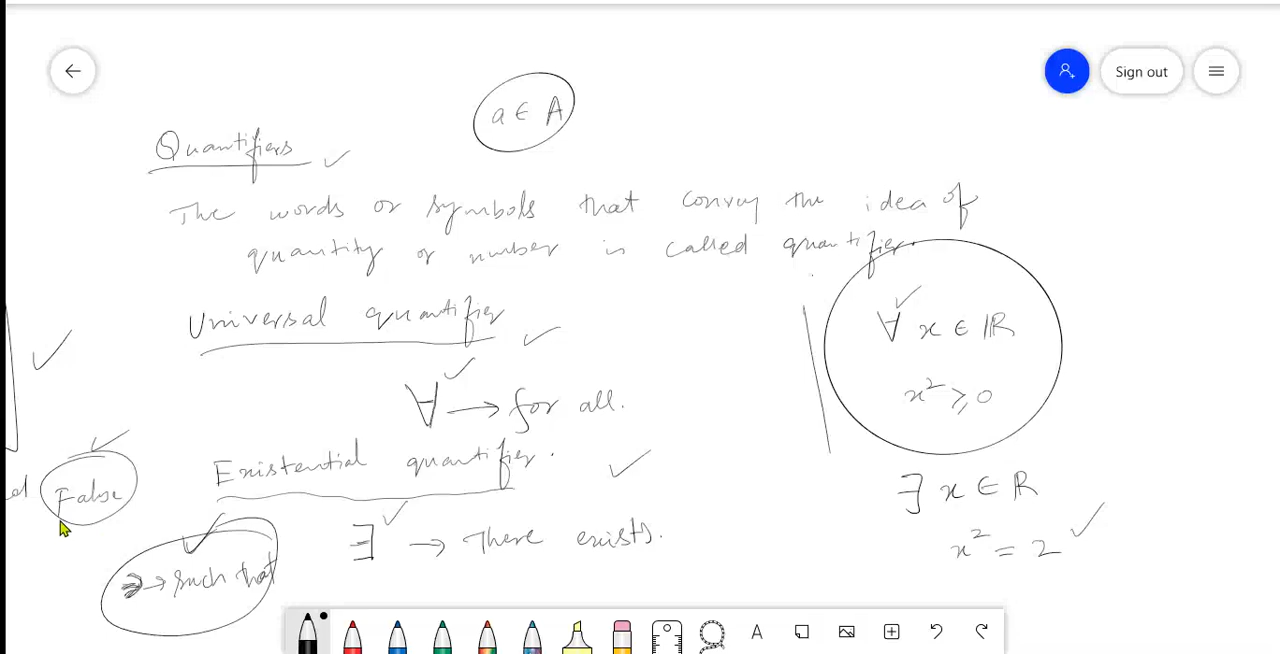 Sign out
a ∈ A
Quantifiers ✓
The words or symbols that convey the idea of
quantity or number is called quantifier.
Universal quantifier ✓
∀ → for all.
∀ x ∈ ℝ
x² ≥ 0
Existential quantifier. ✓
∃ → There exists.
∃ x ∈ ℝ
x² = 2 ✓
False
∋ → such that
A